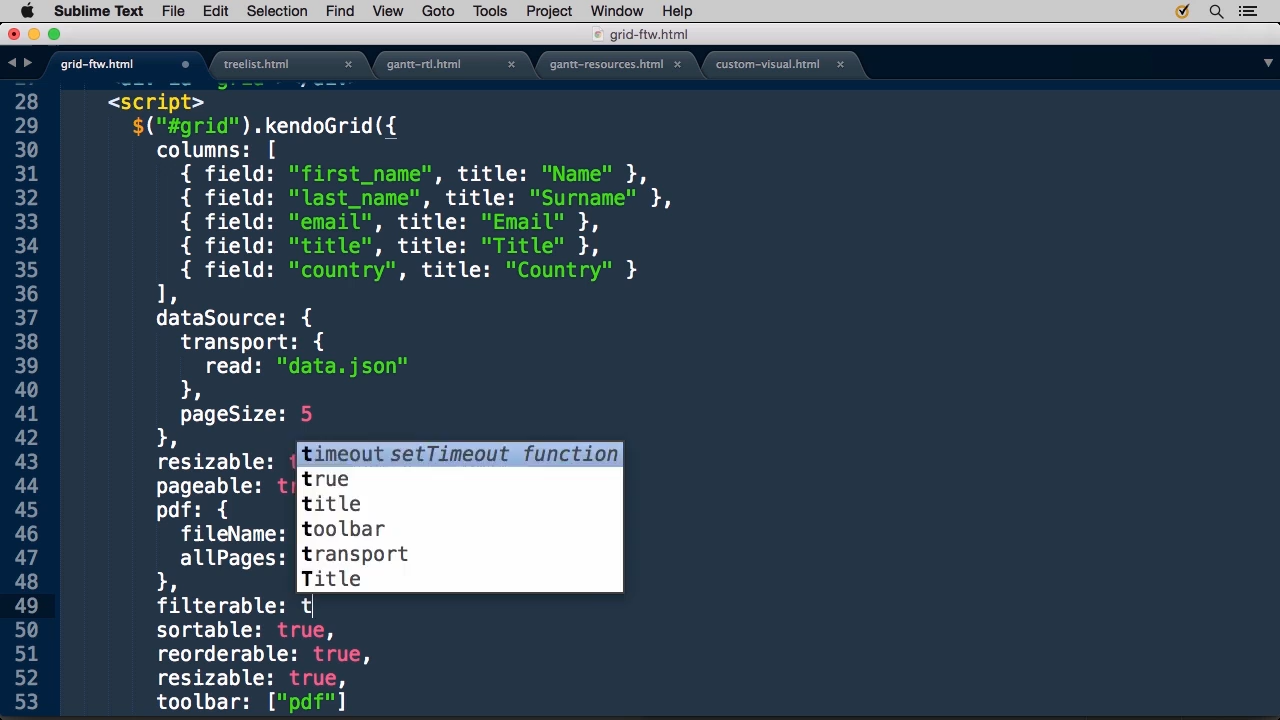 Sublime Text File Edit Selection Find View Goto Tools Project Window Help
grid-ftw.html
grid-ftw.html treelist.html gantt-rtl.html gantt-resources.html custom-visual.html
28 <script>
29 $("#grid").kendoGrid({
30 columns: [
31 { field: "first_name", title: "Name" },
32 { field: "last_name", title: "Surname" },
33 { field: "email", title: "Email" },
34 { field: "title", title: "Title" },
35 { field: "country", title: "Country" }
36 ],
37 dataSource: {
38 transport: {
39 read: "data.json"
40 },
41 pageSize: 5
42 },
timeout setTimeout function
43 resizable: t
true
44 pageable: tr
title
45 pdf: {
toolbar
46 fileName:
transport
47 allPages:
Title
48 },
49 filterable: t
50 sortable: true,
51 reorderable: true,
52 resizable: true,
53 toolbar: ["pdf"]